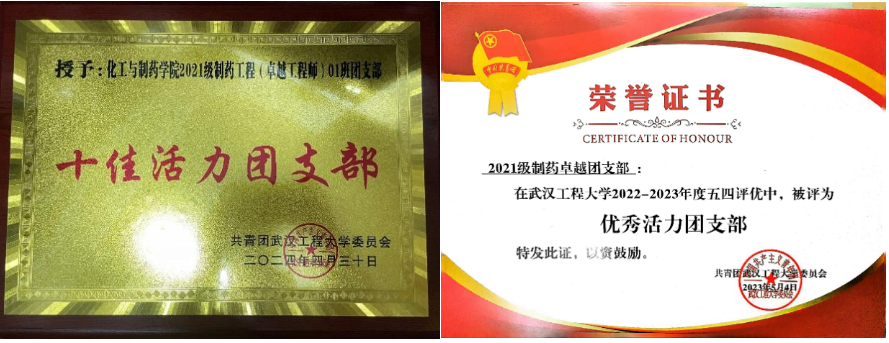 授予：化工与制药学院2021级制药工程（卓越工程师）01班团支部
十佳活力团支部
共青团武汉工程大学委员会
二〇二四年四月三十日
荣誉证书
CERTIFICATE OF HONOUR
2021级制药卓越团支部：
在武汉工程大学2022-2023年度五四评优中，被评为
优秀活力团支部
特发此证，以资鼓励。
共青团武汉工程大学委员会
2023年5月4日